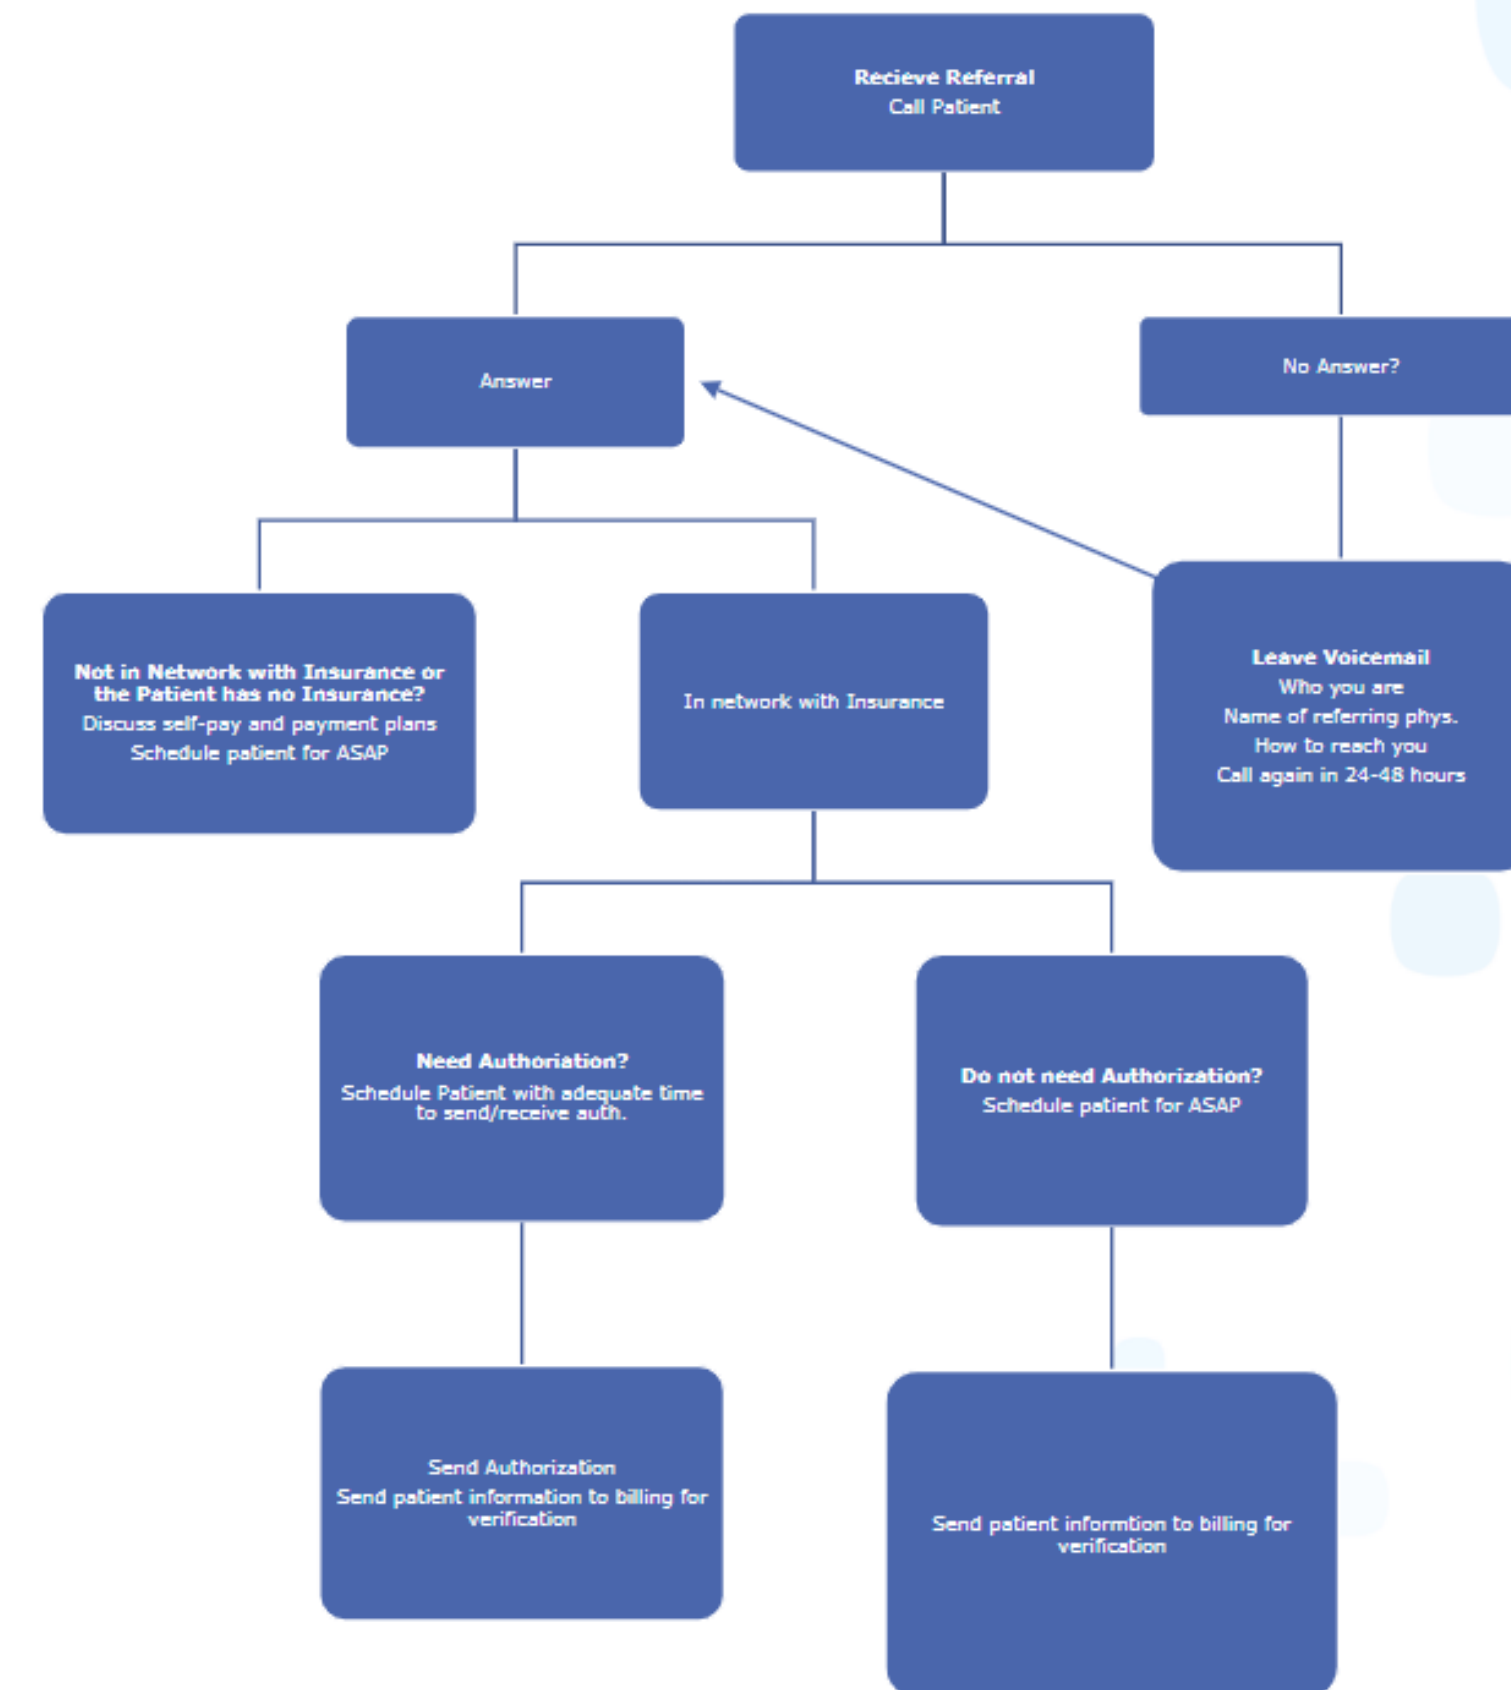 Recieve Referral
Call Patient
Answer
No Answer?
Not in Network with Insurance or
the Patient has no Insurance?
Discuss self-pay and payment plans
Schedule patient for ASAP
In network with Insurance
Leave Voicemail
Who you are
Name of referring phys.
How to reach you
Call again in 24-48 hours
Need Authoriation?
Schedule Patient with adequate time
to send/receive auth.
Do not need Authorization?
Schedule patient for ASAP
Send Authorization
Send patient information to billing for
verification
Send patient informtion to billing for
verification